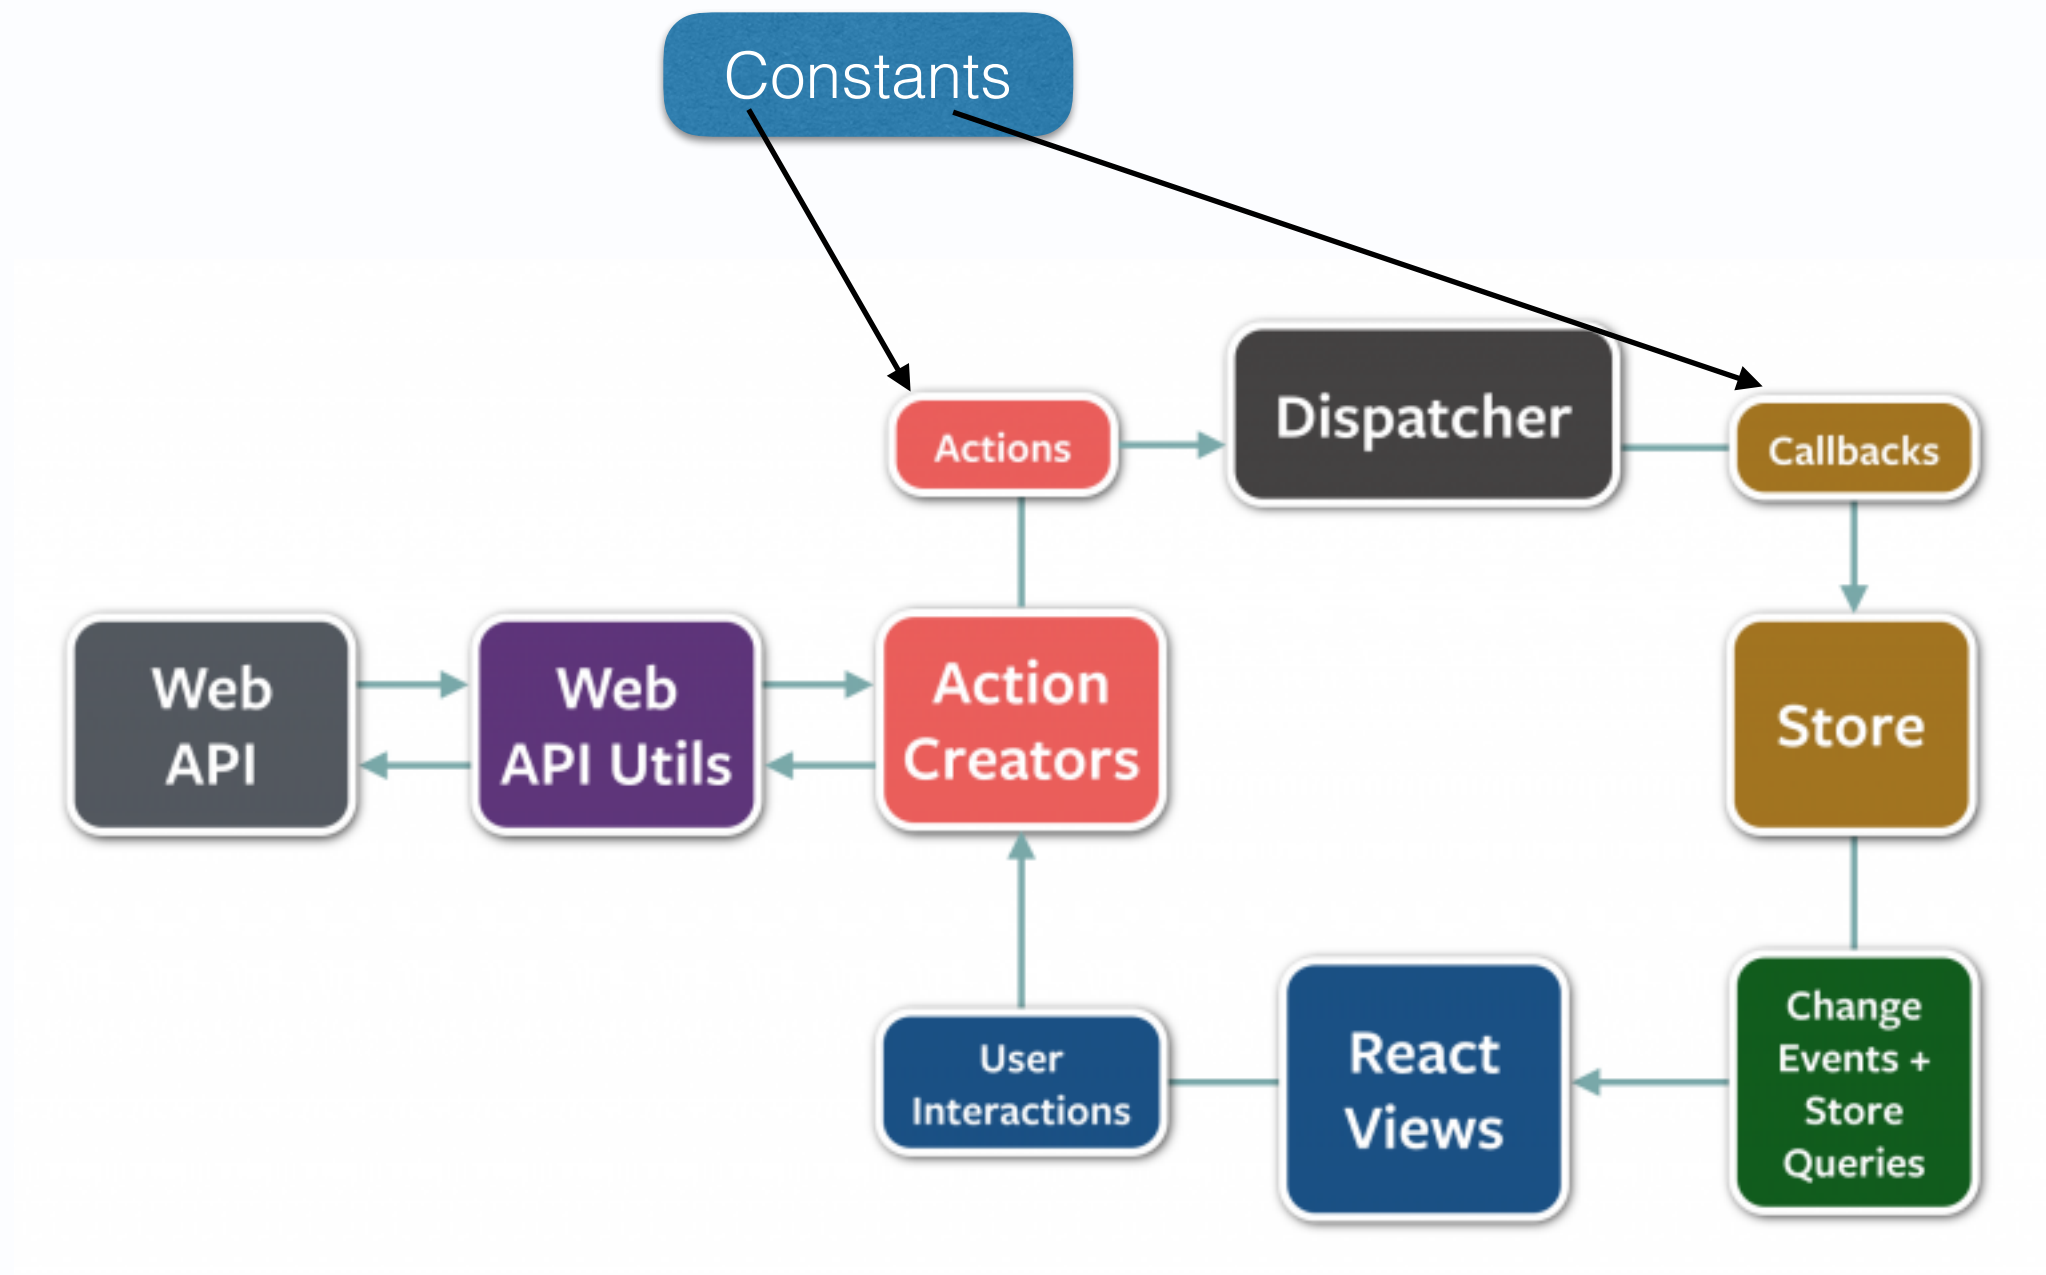 Constants
Actions
Dispatcher
Callbacks
Web
API
Web
API Utils
Action
Creators
Store
User
Interactions
React
Views
Change
Events +
Store
Queries